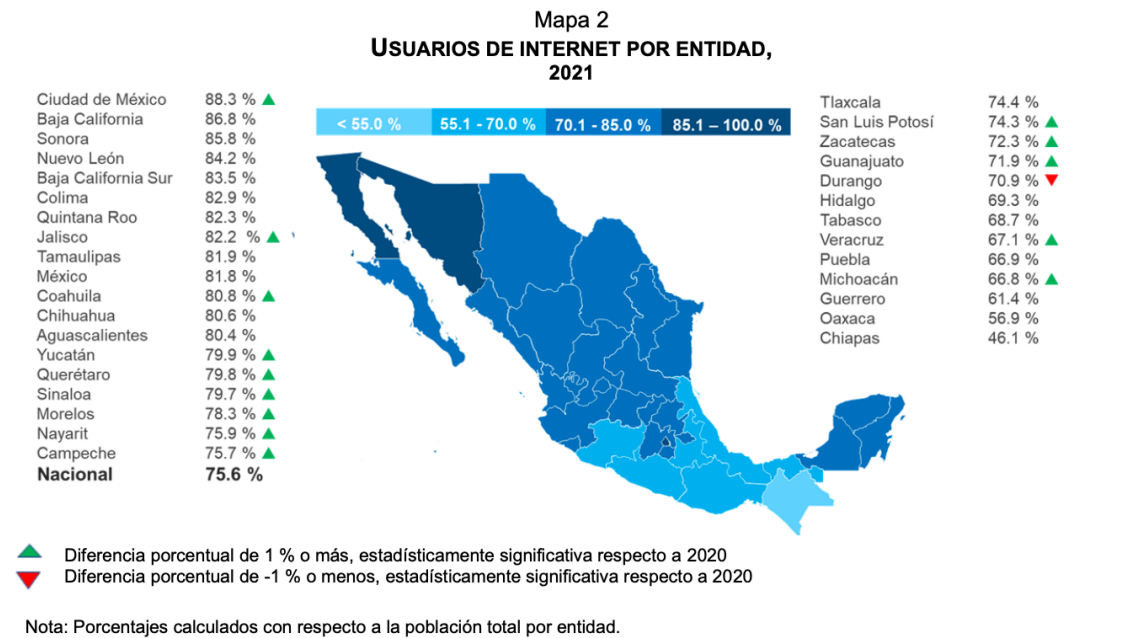 Mapa 2
USUARIOS DE INTERNET POR ENTIDAD,
2021
Ciudad de México 88.3 %
Baja California 86.8 %
Sonora 85.8 %
Nuevo León 84.2 %
Baja California Sur 83.5 %
Colima 82.9 %
Quintana Roo 82.3 %
Jalisco 82.2 %
Tamaulipas 81.9 %
México 81.8 %
Coahuila 80.8 %
Chihuahua 80.6 %
Aguascalientes 80.4 %
Yucatán 79.9 %
Querétaro 79.8 %
Sinaloa 79.7 %
Morelos 78.3 %
Nayarit 75.9 %
Campeche 75.7 %
Nacional 75.6 %
< 55.0 % 55.1 - 70.0 % 70.1 - 85.0 % 85.1 – 100.0 %
Tlaxcala 74.4 %
San Luis Potosí 74.3 %
Zacatecas 72.3 %
Guanajuato 71.9 %
Durango 70.9 %
Hidalgo 69.3 %
Tabasco 68.7 %
Veracruz 67.1 %
Puebla 66.9 %
Michoacán 66.8 %
Guerrero 61.4 %
Oaxaca 56.9 %
Chiapas 46.1 %
Diferencia porcentual de 1 % o más, estadísticamente significativa respecto a 2020
Diferencia porcentual de -1 % o menos, estadísticamente significativa respecto a 2020
Nota: Porcentajes calculados con respecto a la población total por entidad.